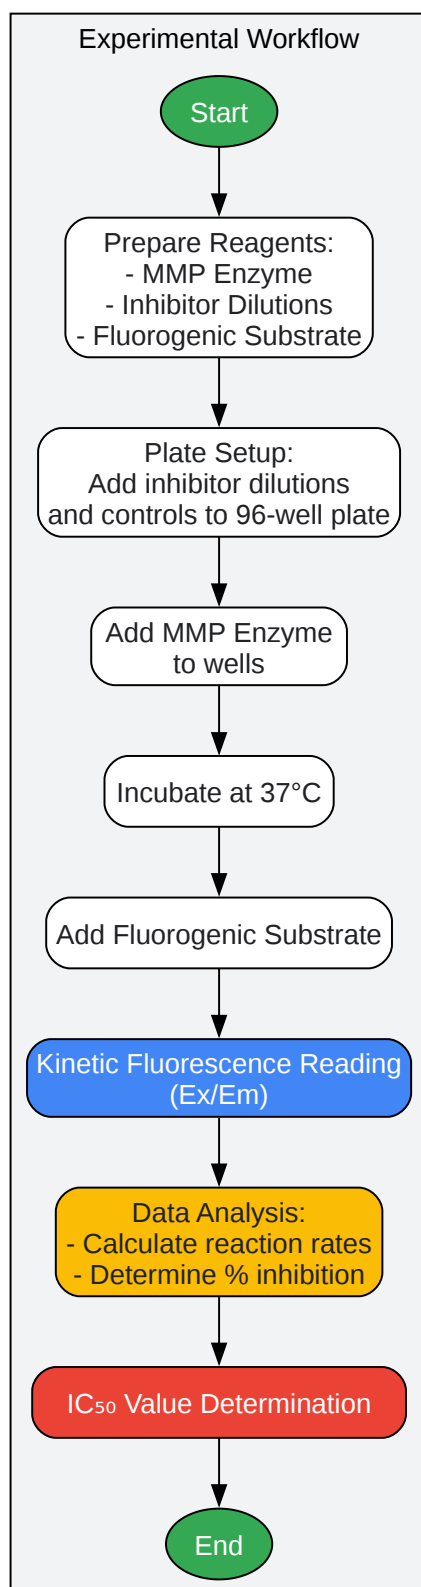 Experimental Workflow
Start
Prepare Reagents:
- MMP Enzyme
- Inhibitor Dilutions
- Fluorogenic Substrate
Plate Setup:
Add inhibitor dilutions
and controls to 96-well plate
Add MMP Enzyme
to wells
Incubate at 37°C
Add Fluorogenic Substrate
Kinetic Fluorescence Reading
(Ex/Em)
Data Analysis:
- Calculate reaction rates
- Determine % inhibition
IC₅₀ Value Determination
End